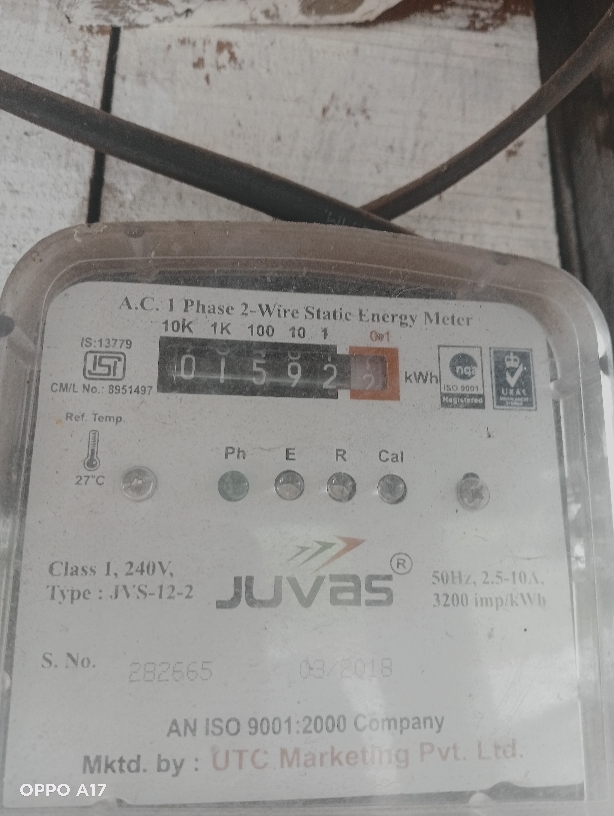 A.C. 1 Phase 2-Wire Static Energy Meter
10K 1K 100 10 1
IS:13779
0 1 5 9 2
kWh
ISI
CM/L No.: 8951497
nqa
ISO 9001
Registered
UKAS
Ref. Temp.
27°C
Ph E R Cal
JUVAS®
Class 1, 240V,
Type : JVS-12-2
50Hz, 2.5-10A,
3200 imp/kWh
S. No. 282665 03/2018
AN ISO 9001:2000 Company
Mktd. by : UTC Marketing Pvt. Ltd.
OPPO A17